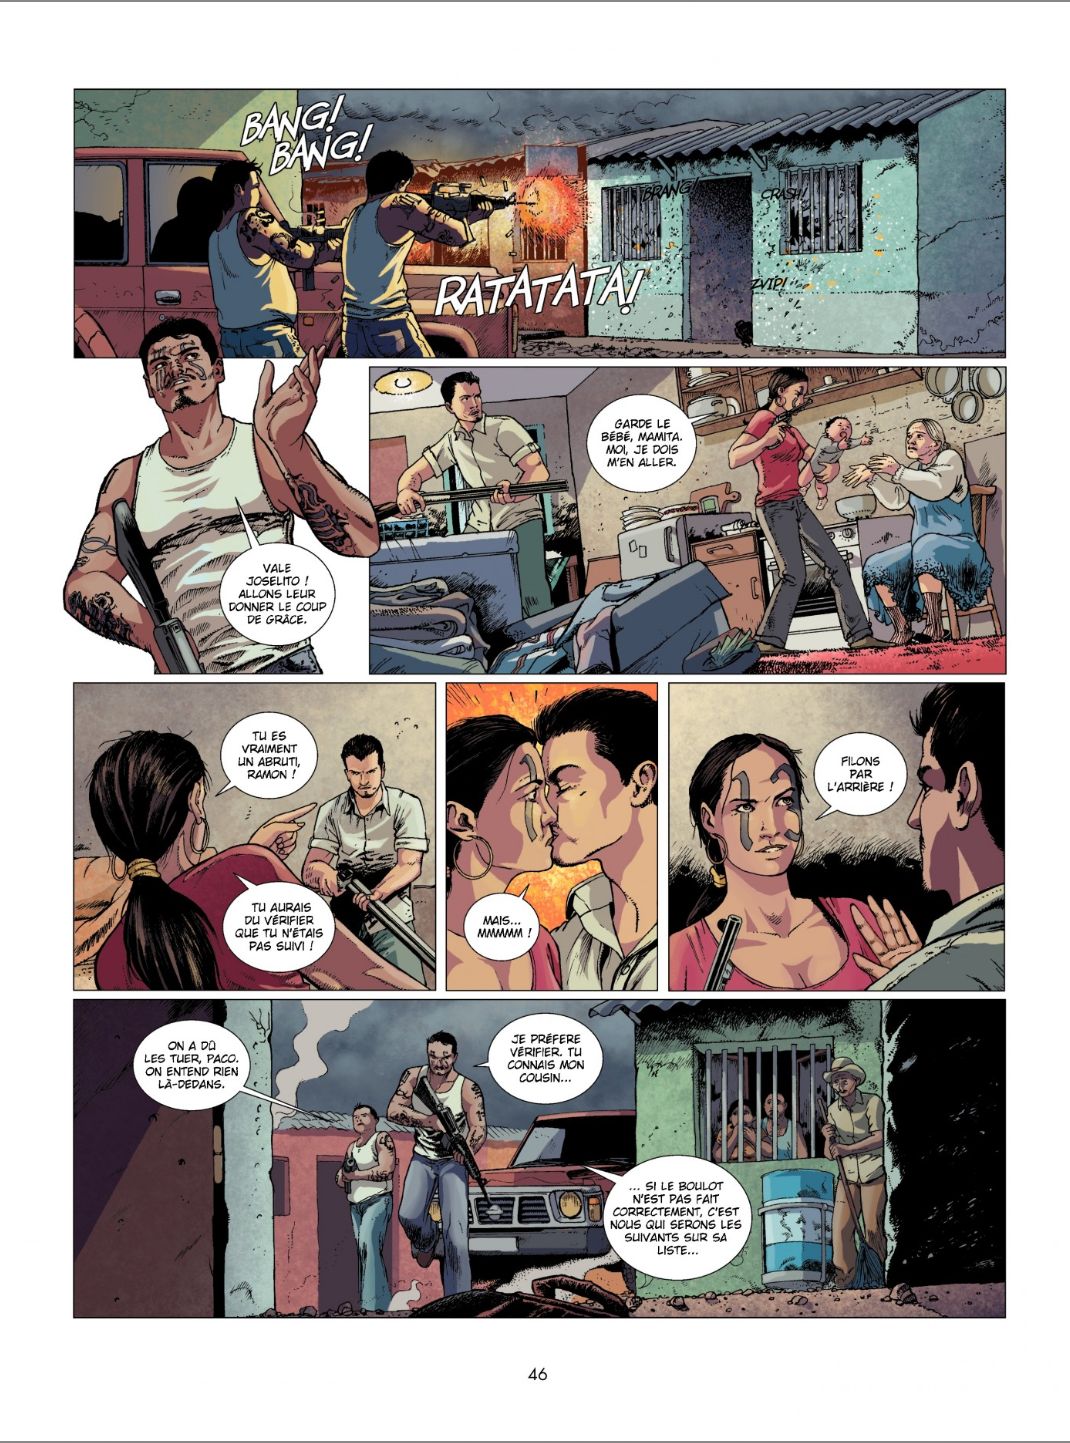 BANG!
BANG!
BRANG!
CRASH!
RATATATA!
ZVIP!
VALE
JOSELITO !
ALLONS LEUR
DONNER LE COUP
DE GRÂCE.
GARDE LE
BÉBÉ, MAMITA.
MOI, JE DOIS
M'EN ALLER.
TU ES
VRAIMENT
UN ABRUTI,
RAMON !
TU AURAIS
DU VÉRIFIER
QUE TU N'ÉTAIS
PAS SUIVI !
MAIS...
MMMMM !
FILONS
PAR
L'ARRIÈRE !
ON A DÛ
LES TUER, PACO.
ON ENTEND RIEN
LÀ-DEDANS.
JE PRÉFÈRE
VÉRIFIER. TU
CONNAIS MON
COUSIN...
... SI LE BOULOT
N'EST PAS FAIT
CORRECTEMENT, C'EST
NOUS QUI SERONS LES
SUIVANTS SUR SA
LISTE...
46